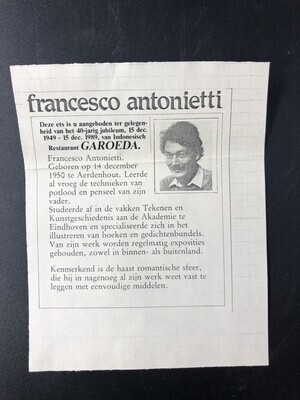 francesco antonietti
Deze ets is u aangeboden ter gelegen-
heid van het 40-jarig jubileum, 15 dec.
1949 - 15 dec. 1989, van Indonesisch
Restaurant GAROEDA.
Francesco Antonietti.
Geboren op 14 december
1950 te Aerdenhout. Leerde
al vroeg de technieken van
potlood en penseel van zijn
vader.
Studeerde af in de vakken Tekenen en
Kunstgeschiedenis aan de Akademie te
Eindhoven en specialiseerde zich in het
illustreren van boeken en gedichtenbundels.
Van zijn werk worden regelmatig exposities
gehouden, zowel in binnen- als buitenland.
Kenmerkend is de haast romantische sfeer,
die hij in nagenoeg al zijn werk weet vast te
leggen met eenvoudige middelen.